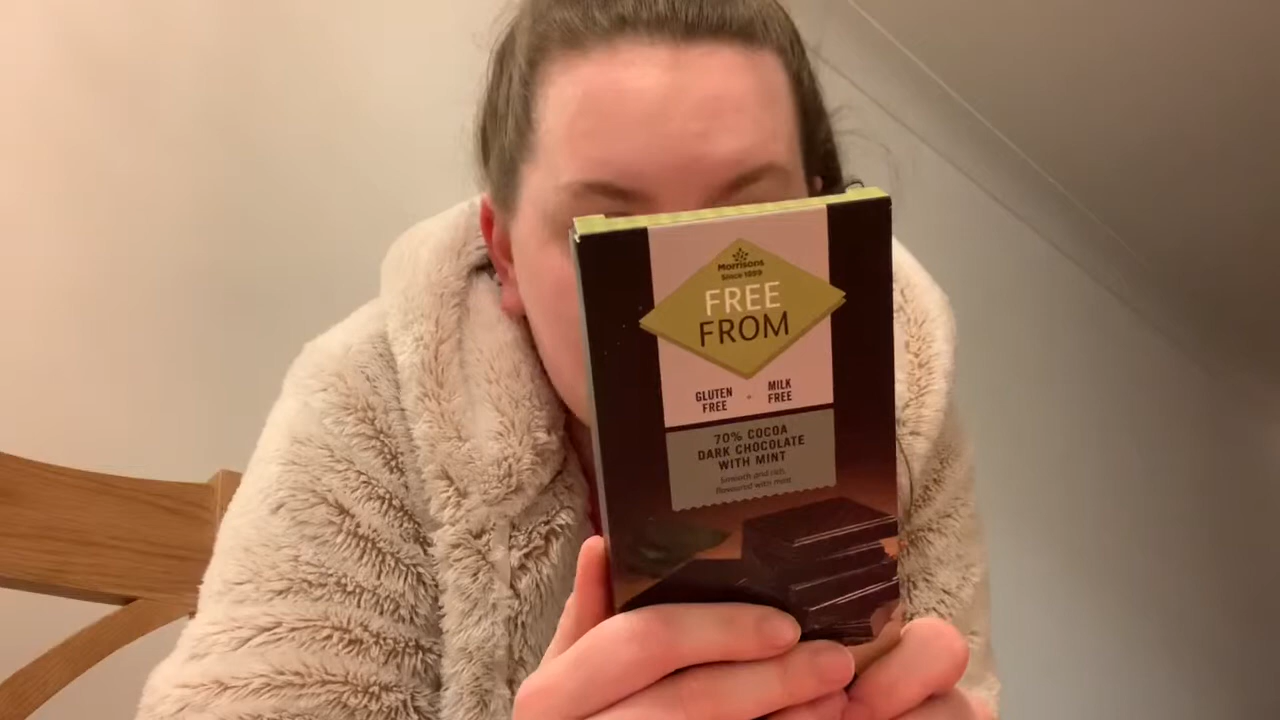 Morrisons
Since 1899
FREE
FROM
GLUTEN
FREE
-
MILK
FREE
70% COCOA
DARK CHOCOLATE
WITH MINT
Smooth and rich,
flavoured with mint